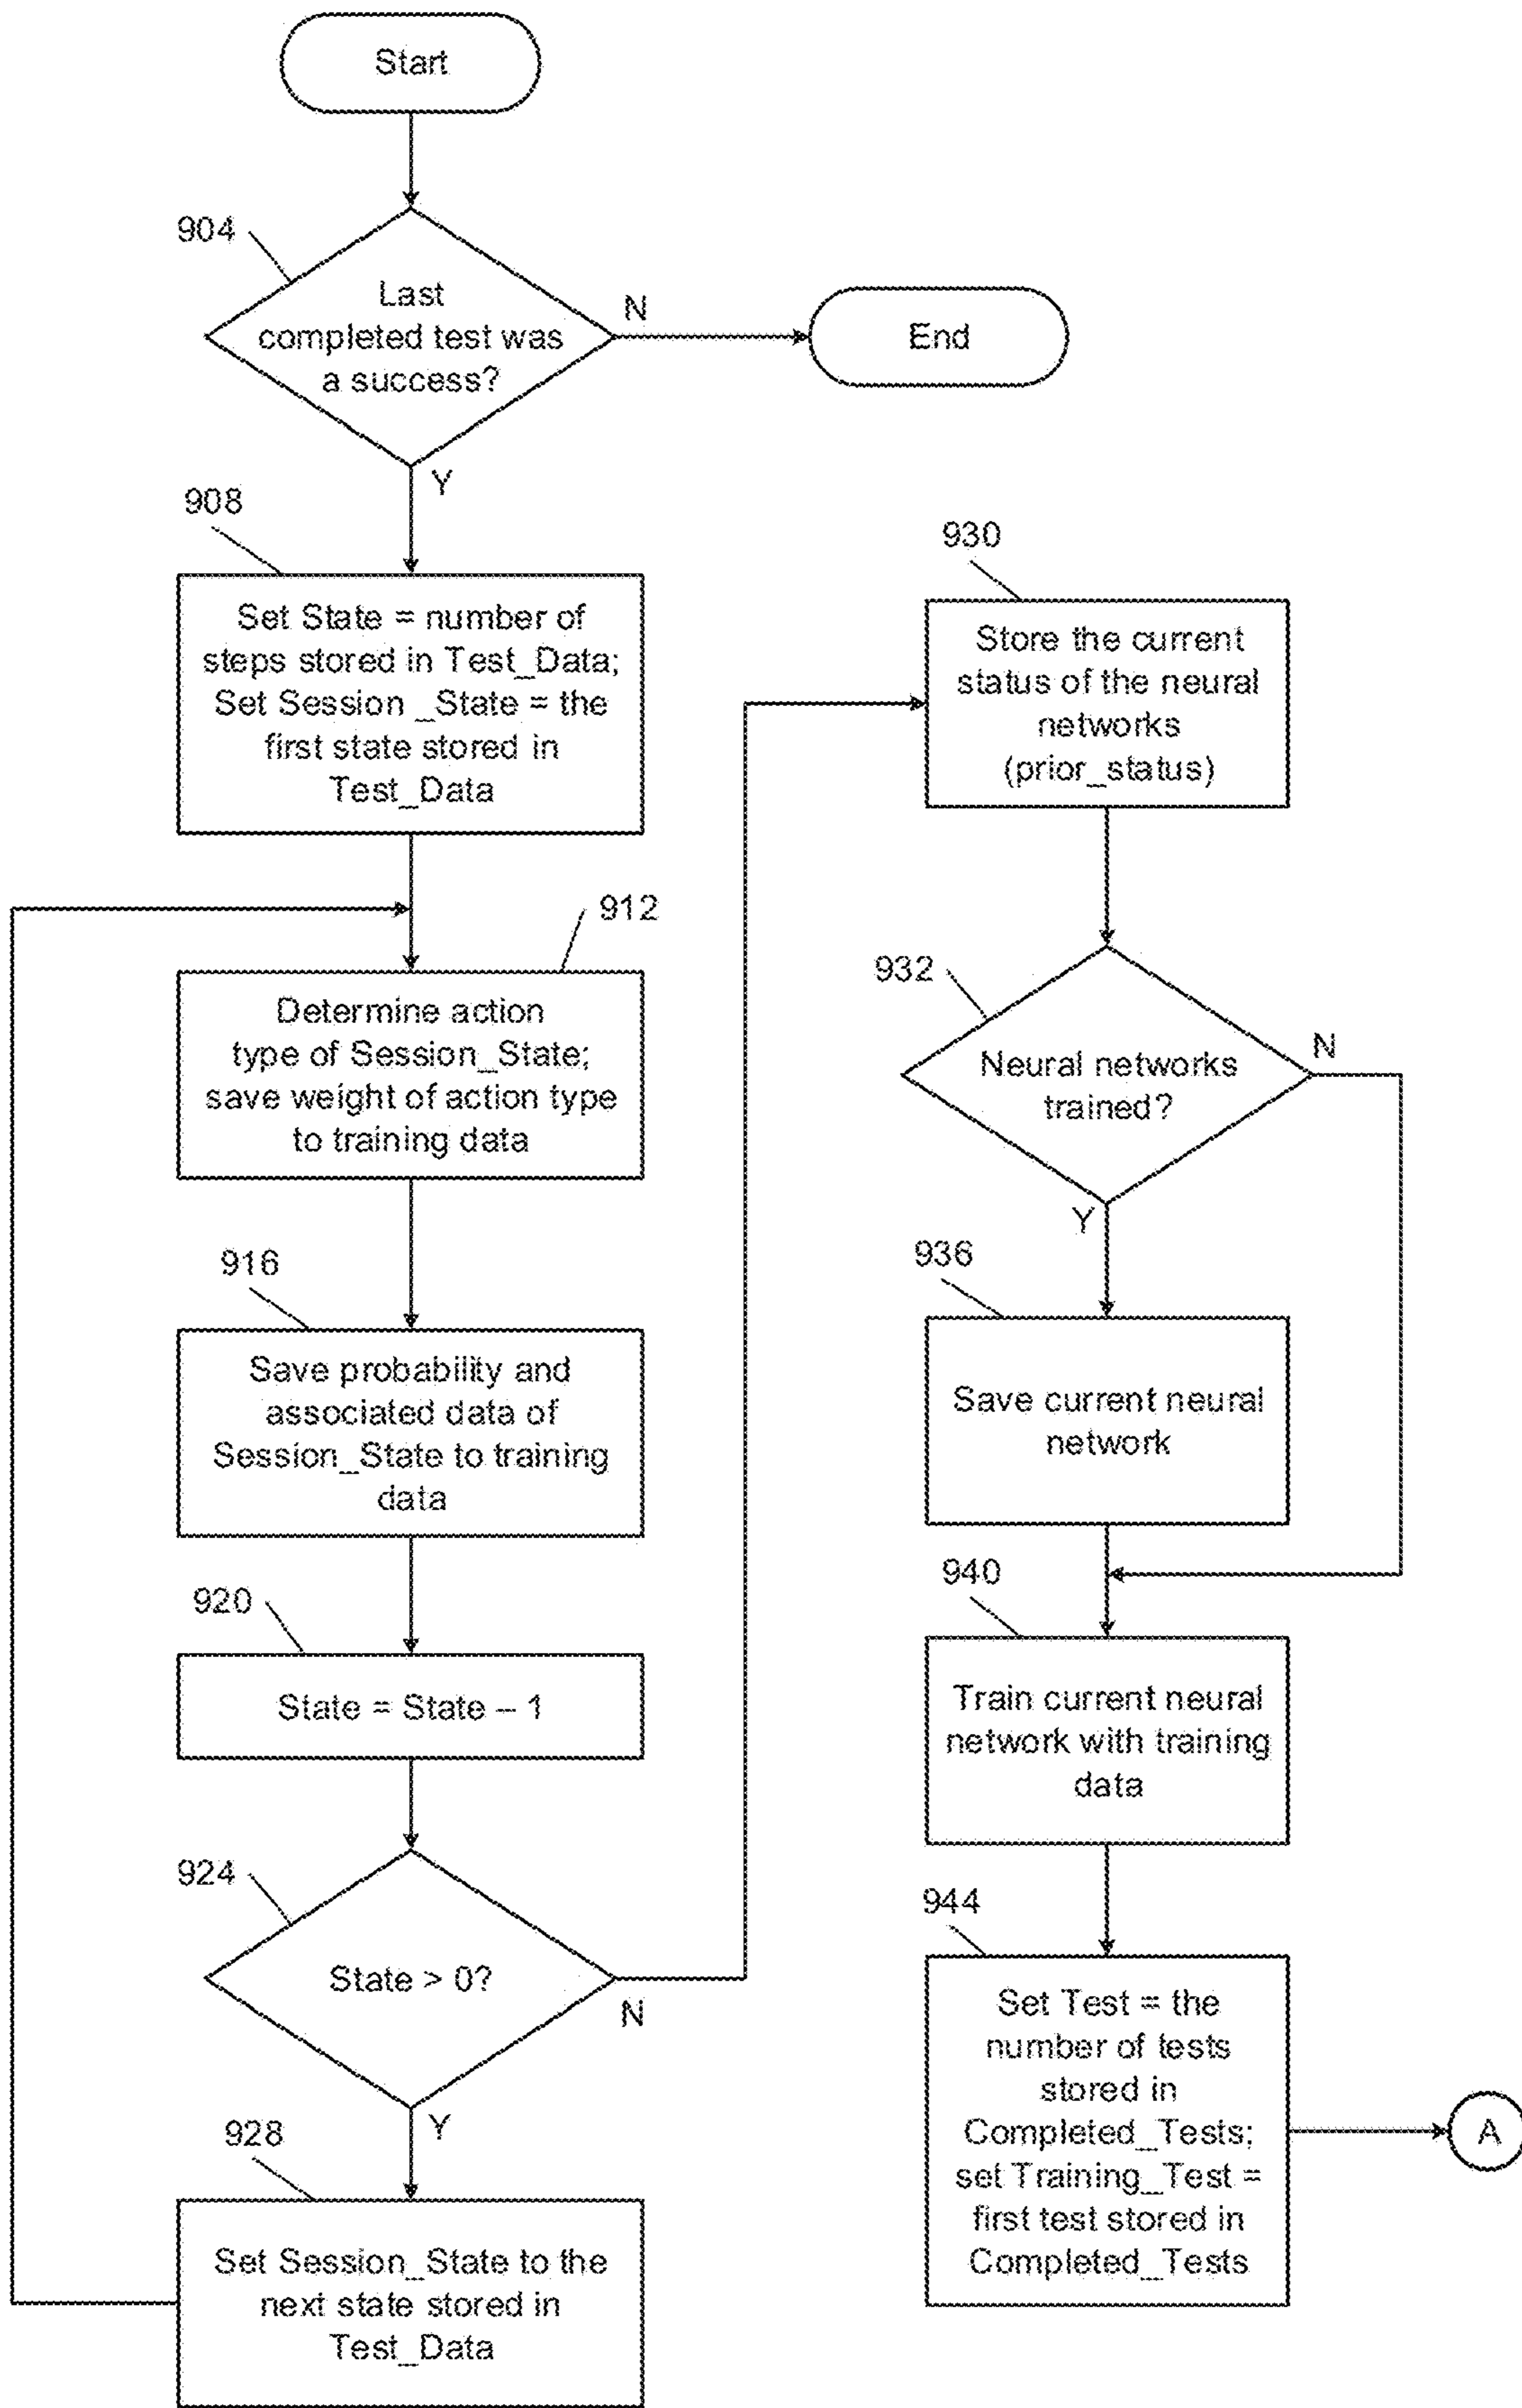 Start
904
Last
completed test was
a success?
N
End
Y
908
Set State = number of
steps stored in Test_Data;
Set Session _State = the
first state stored in
Test_Data
912
Determine action
type of Session_State;
save weight of action type
to training data
916
Save probability and
associated data of
Session_State to training
data
920
State = State – 1
924
State > 0?
N
Y
928
Set Session_State to the
next state stored in
Test_Data
930
Store the current
status of the neural
networks
(prior_status)
932
Neural networks
trained?
N
Y
936
Save current neural
network
940
Train current neural
network with training
data
944
Set Test = the
number of tests
stored in
Completed_Tests;
set Training_Test =
first test stored in
Completed_Tests
A